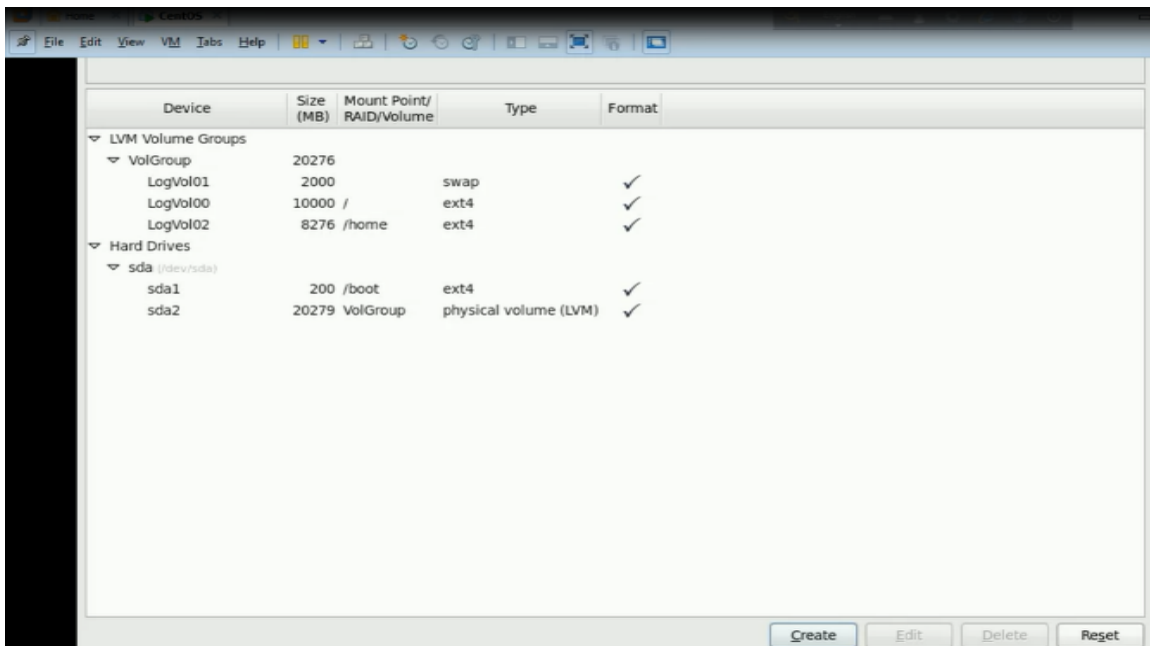 Home CentOS
File Edit View VM Tabs Help
Device Size (MB) Mount Point/ RAID/Volume Type Format
LVM Volume Groups
VolGroup 20276
LogVol01 2000 swap
LogVol00 10000 / ext4
LogVol02 8276 /home ext4
Hard Drives
sda (/dev/sda)
sda1 200 /boot ext4
sda2 20279 VolGroup physical volume (LVM)
Create Edit Delete Reset